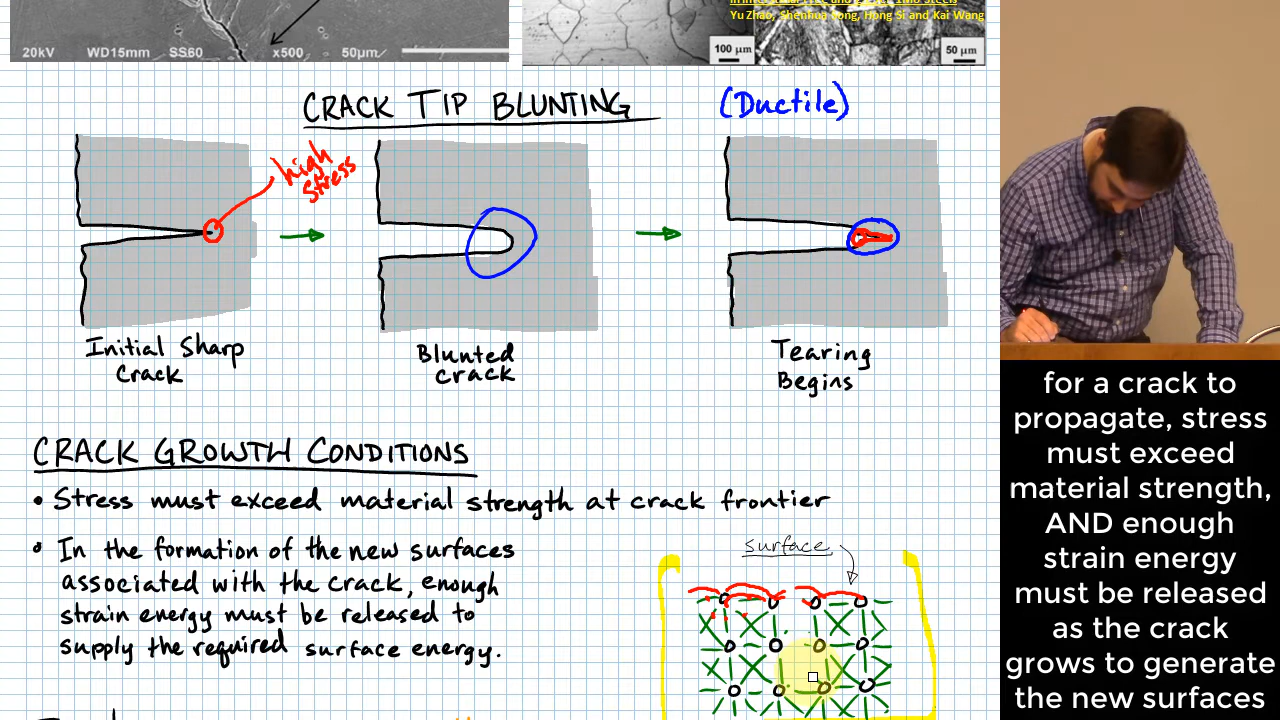 Yu Zhao, Shenhua Song, Hong Si and Kai Wang
20kV WD15mm SS60 x500 50µm
100 µm
50 µm
CRACK TIP BLUNTING (Ductile)
high
stress
Initial Sharp
Crack
Blunted
Crack
Tearing
Begins
CRACK GROWTH CONDITIONS
• Stress must exceed material strength at crack frontier
• In the formation of the new surfaces
associated with the crack, enough
strain energy must be released to
supply the required surface energy.
surface
for a crack to
propagate, stress
must exceed
material strength,
AND enough
strain energy
must be released
as the crack
grows to generate
the new surfaces